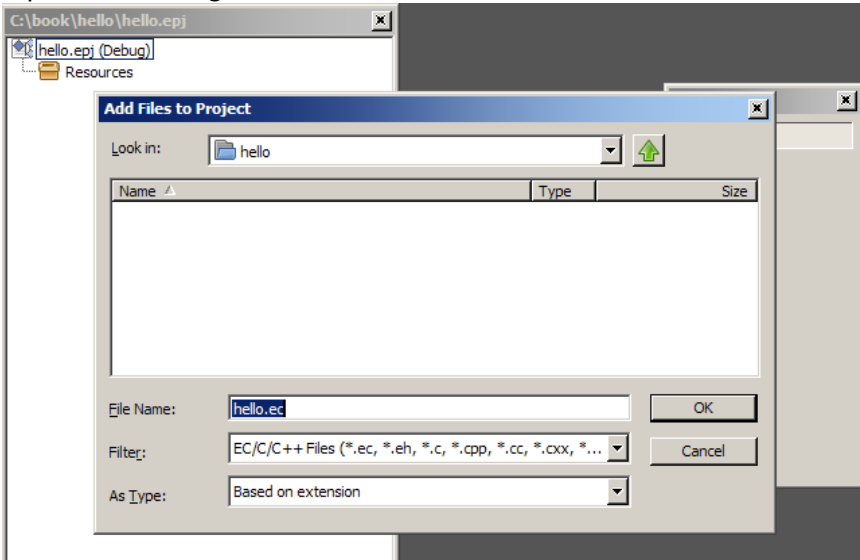 C:\book\hello\hello.epj
hello.epj (Debug)
Resources
Add Files to Project
Look in:
hello
Name
Type
Size
File Name:
hello.ec
OK
Filter:
EC/C/C++ Files (*.ec, *.eh, *.c, *.cpp, *.cc, *.cxx, *...
Cancel
As Type:
Based on extension